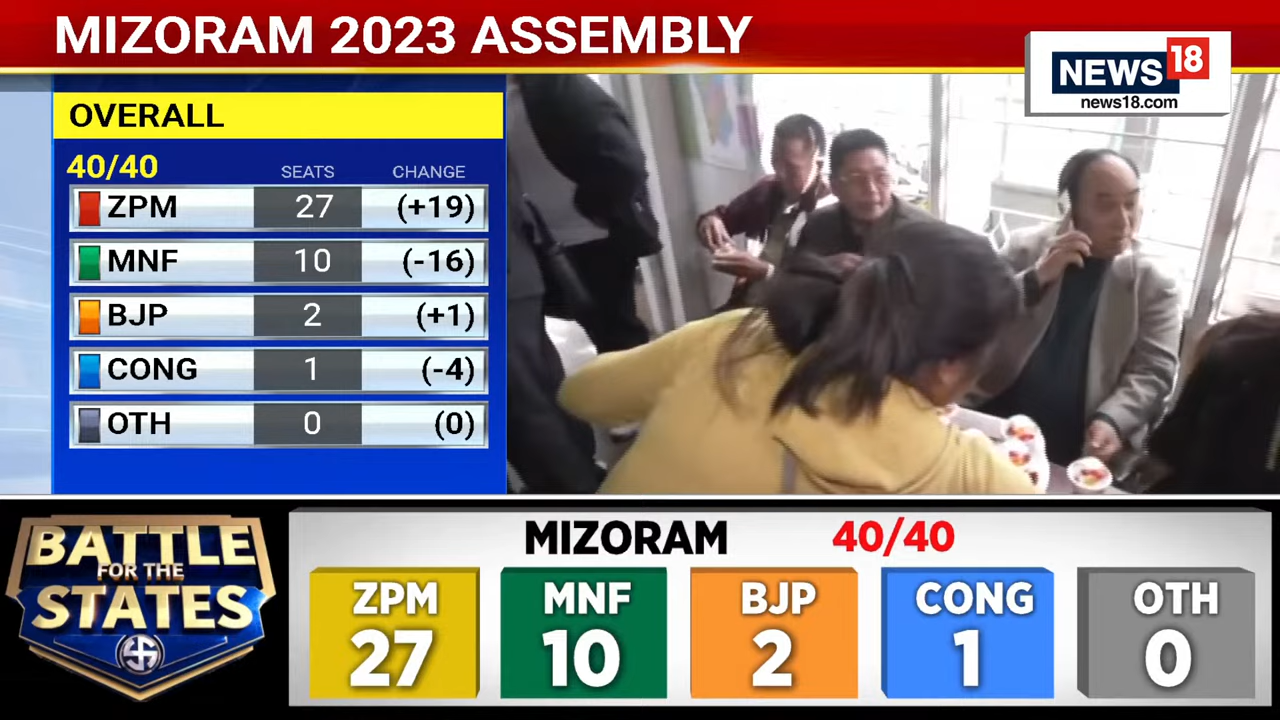 MIZORAM 2023 ASSEMBLY
NEWS 18
news18.com
OVERALL
40/40 SEATS CHANGE
ZPM 27 (+19)
MNF 10 (-16)
BJP 2 (+1)
CONG 1 (-4)
OTH 0 (0)
BATTLE
FOR THE
STATES
MIZORAM 40/40
ZPM MNF BJP CONG OTH
27 10 2 1 0